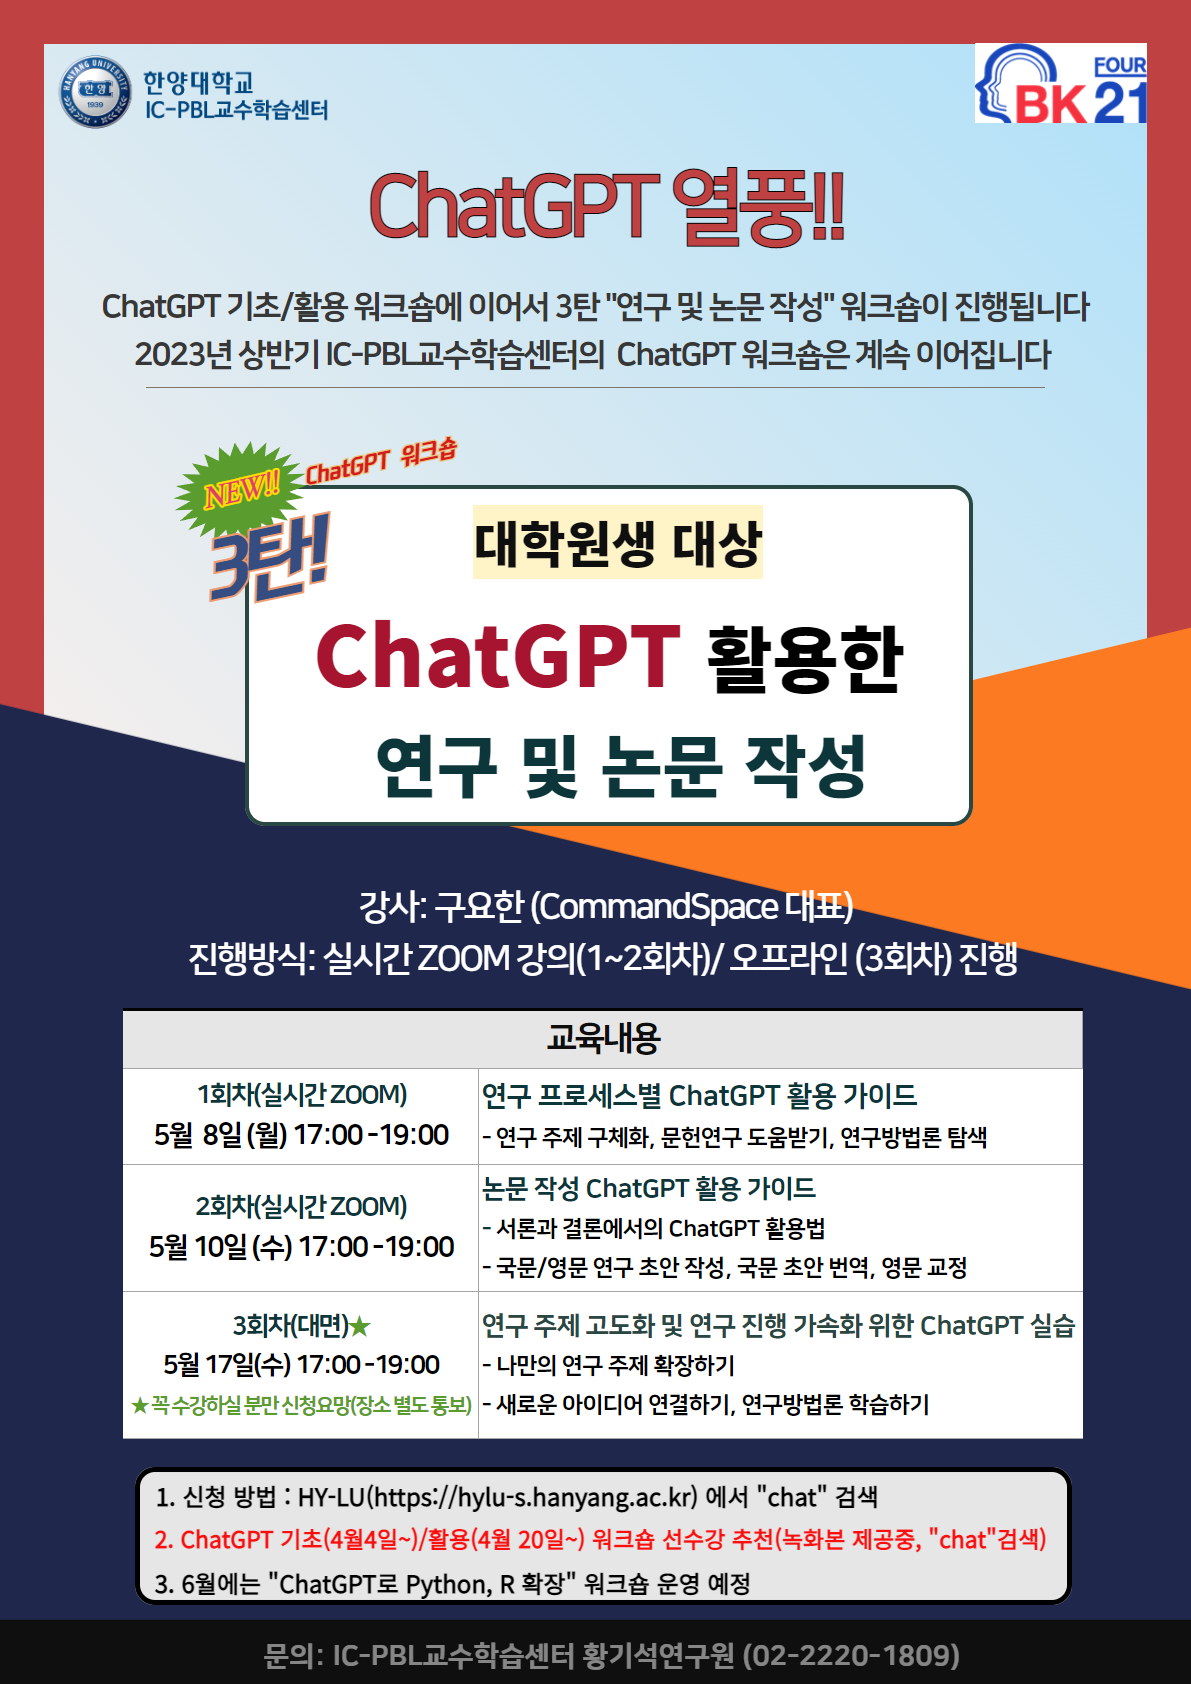 HANYANG UNIVERSITY
한양
1939
한양대학교
IC-PBL교수학습센터
BK
FOUR
21
ChatGPT 열풍!!
ChatGPT 기초/활용 워크숍에 이어서 3탄 "연구 및 논문 작성" 워크숍이 진행됩니다
2023년 상반기 IC-PBL교수학습센터의 ChatGPT 워크숍은 계속 이어집니다
NEW!!
ChatGPT 워크숍
3탄!
대학원생 대상
ChatGPT 활용한
연구 및 논문 작성
강사: 구요한 (CommandSpace 대표)
진행방식: 실시간 ZOOM 강의(1~2회차)/ 오프라인 (3회차) 진행
교육내용
1회차(실시간 ZOOM)
5월 8일 (월) 17:00 -19:00
연구 프로세스별 ChatGPT 활용 가이드
- 연구 주제 구체화, 문헌연구 도움받기, 연구방법론 탐색
2회차(실시간 ZOOM)
5월 10일 (수) 17:00 -19:00
논문 작성 ChatGPT 활용 가이드
- 서론과 결론에서의 ChatGPT 활용법
- 국문/영문 연구 초안 작성, 국문 초안 번역, 영문 교정
3회차(대면)★
5월 17일(수) 17:00 -19:00
★ 꼭 수강하실 분만 신청요망(장소 별도 통보)
연구 주제 고도화 및 연구 진행 가속화 위한 ChatGPT 실습
- 나만의 연구 주제 확장하기
- 새로운 아이디어 연결하기, 연구방법론 학습하기
1. 신청 방법 : HY-LU(https://hylu-s.hanyang.ac.kr) 에서 "chat" 검색
2. ChatGPT 기초(4월4일~)/활용(4월 20일~) 워크숍 선수강 추천(녹화본 제공중, "chat"검색)
3. 6월에는 "ChatGPT로 Python, R 확장" 워크숍 운영 예정
문의: IC-PBL교수학습센터 황기석연구원 (02-2220-1809)